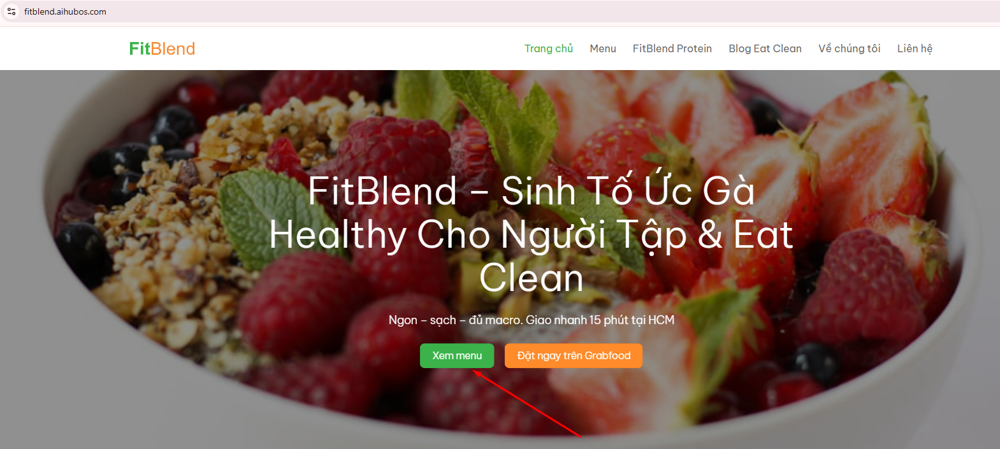 fitblend.aihubos.com
FitBlend
Trang chủ
Menu
FitBlend Protein
Blog Eat Clean
Về chúng tôi
Liên hệ
FitBlend – Sinh Tố Ức Gà
Healthy Cho Người Tập & Eat
Clean
Ngon – sạch – đủ macro. Giao nhanh 15 phút tại HCM
Xem menu
Đặt ngay trên Grabfood